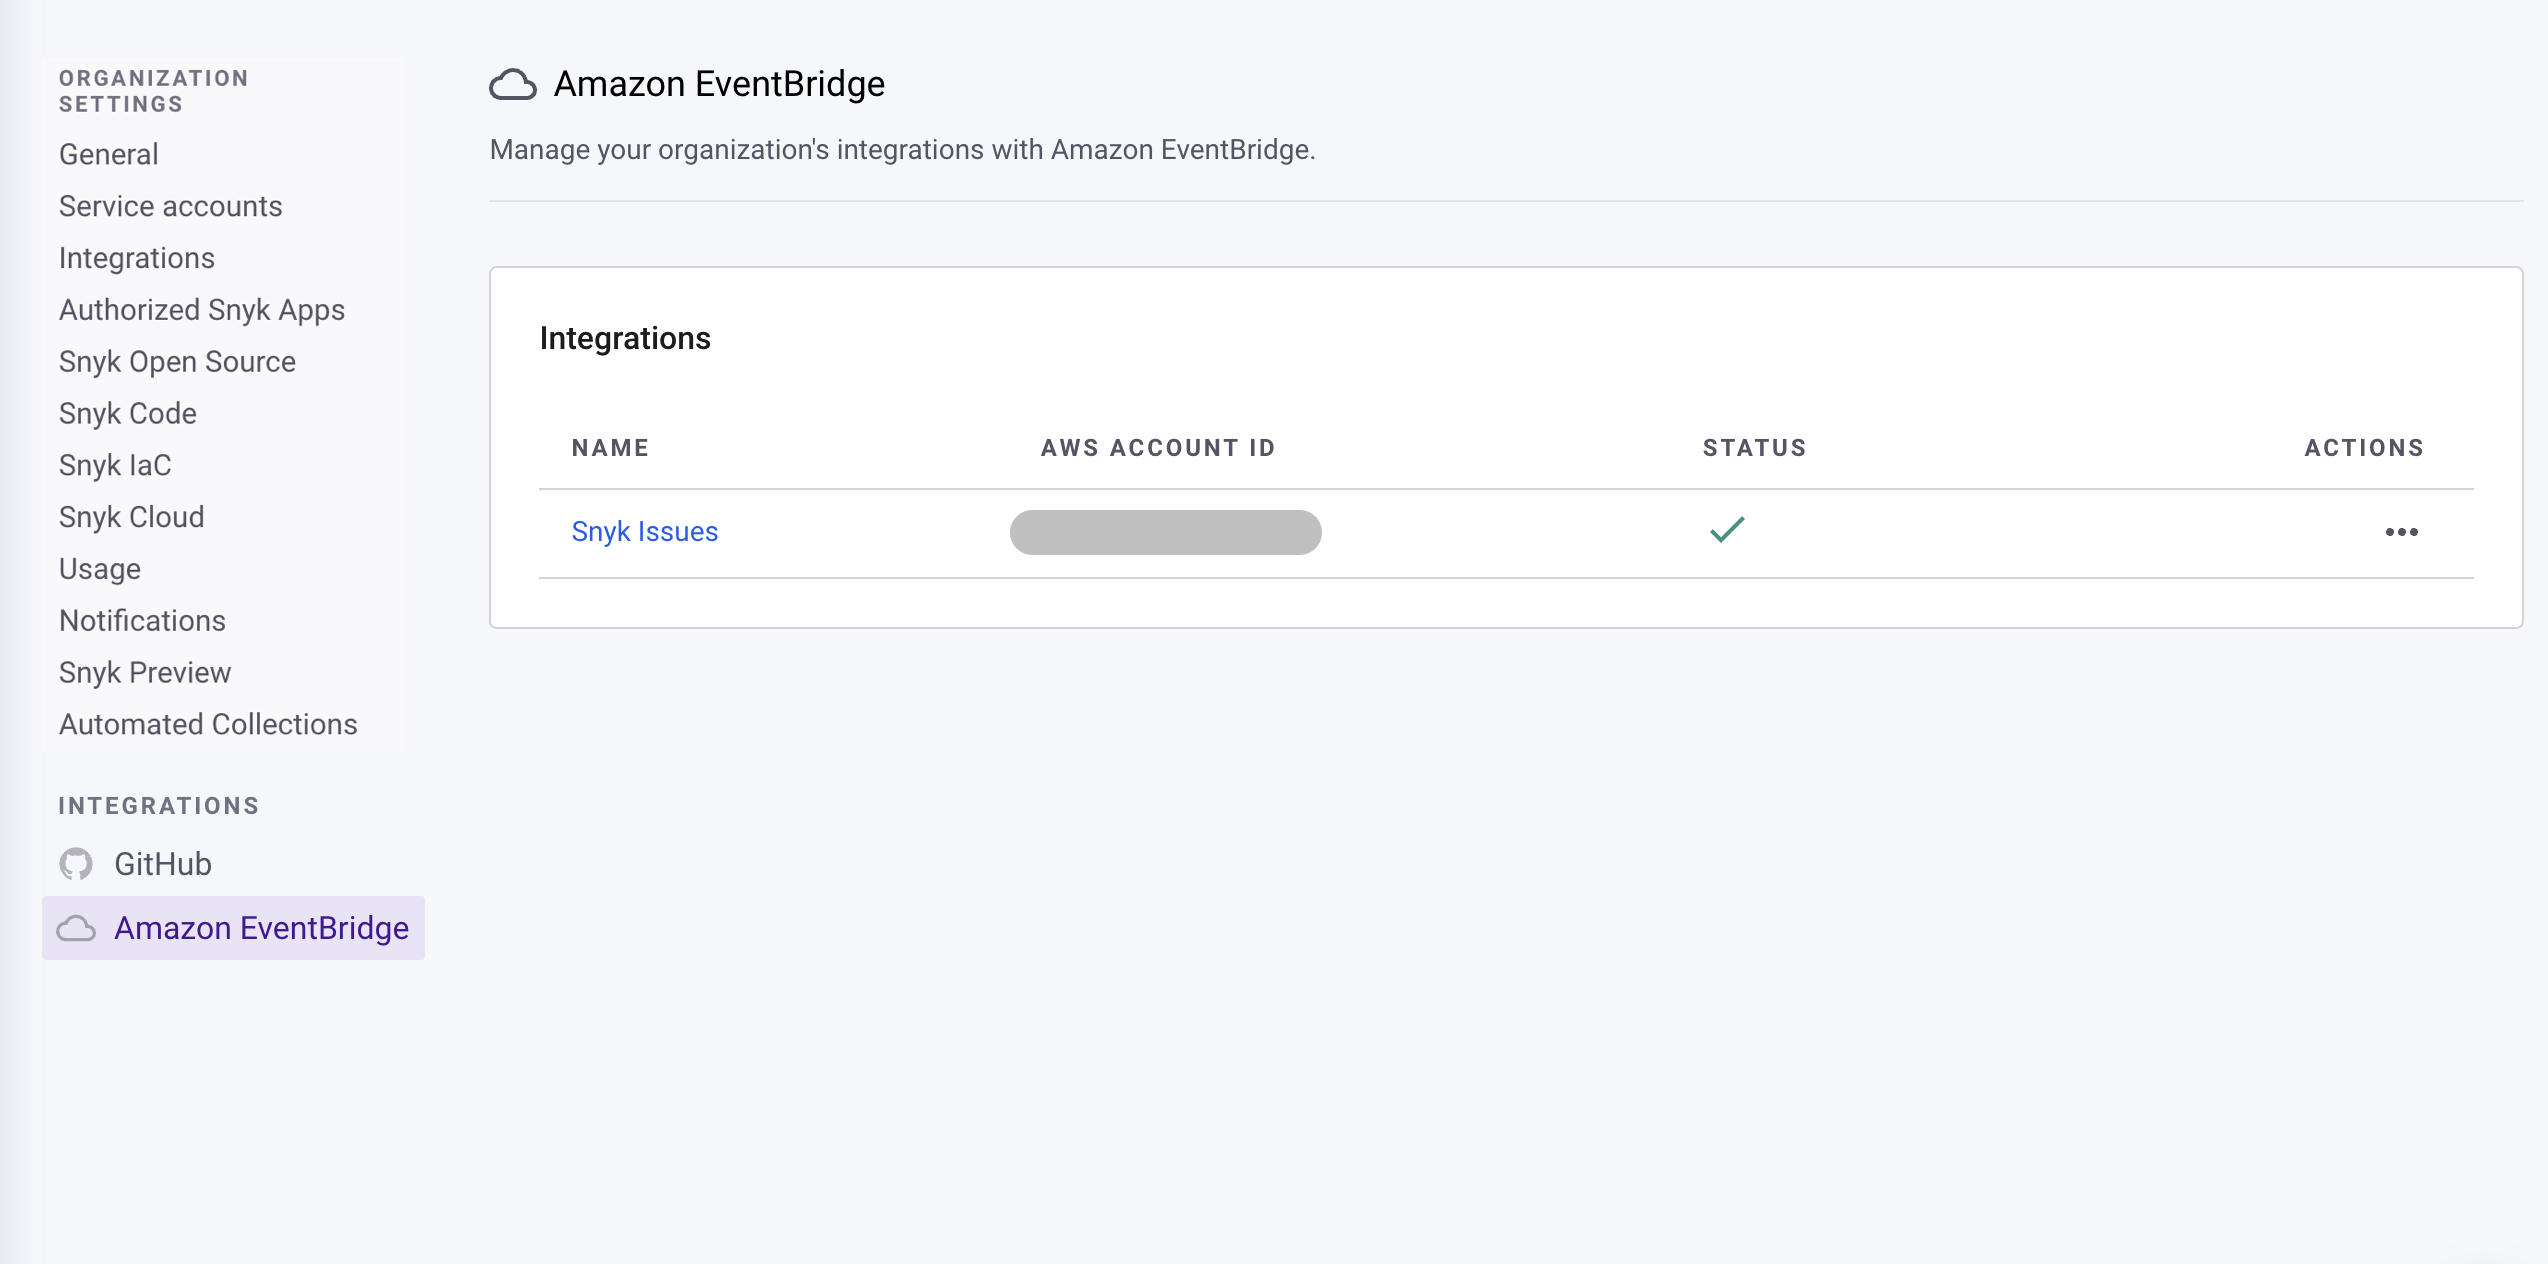 ORGANIZATION
SETTINGS
General
Service accounts
Integrations
Authorized Snyk Apps
Snyk Open Source
Snyk Code
Snyk IaC
Snyk Cloud
Usage
Notifications
Snyk Preview
Automated Collections
INTEGRATIONS
GitHub
Amazon EventBridge
Amazon EventBridge
Manage your organization's integrations with Amazon EventBridge.
Integrations
NAME AWS ACCOUNT ID STATUS ACTIONS
Snyk Issues